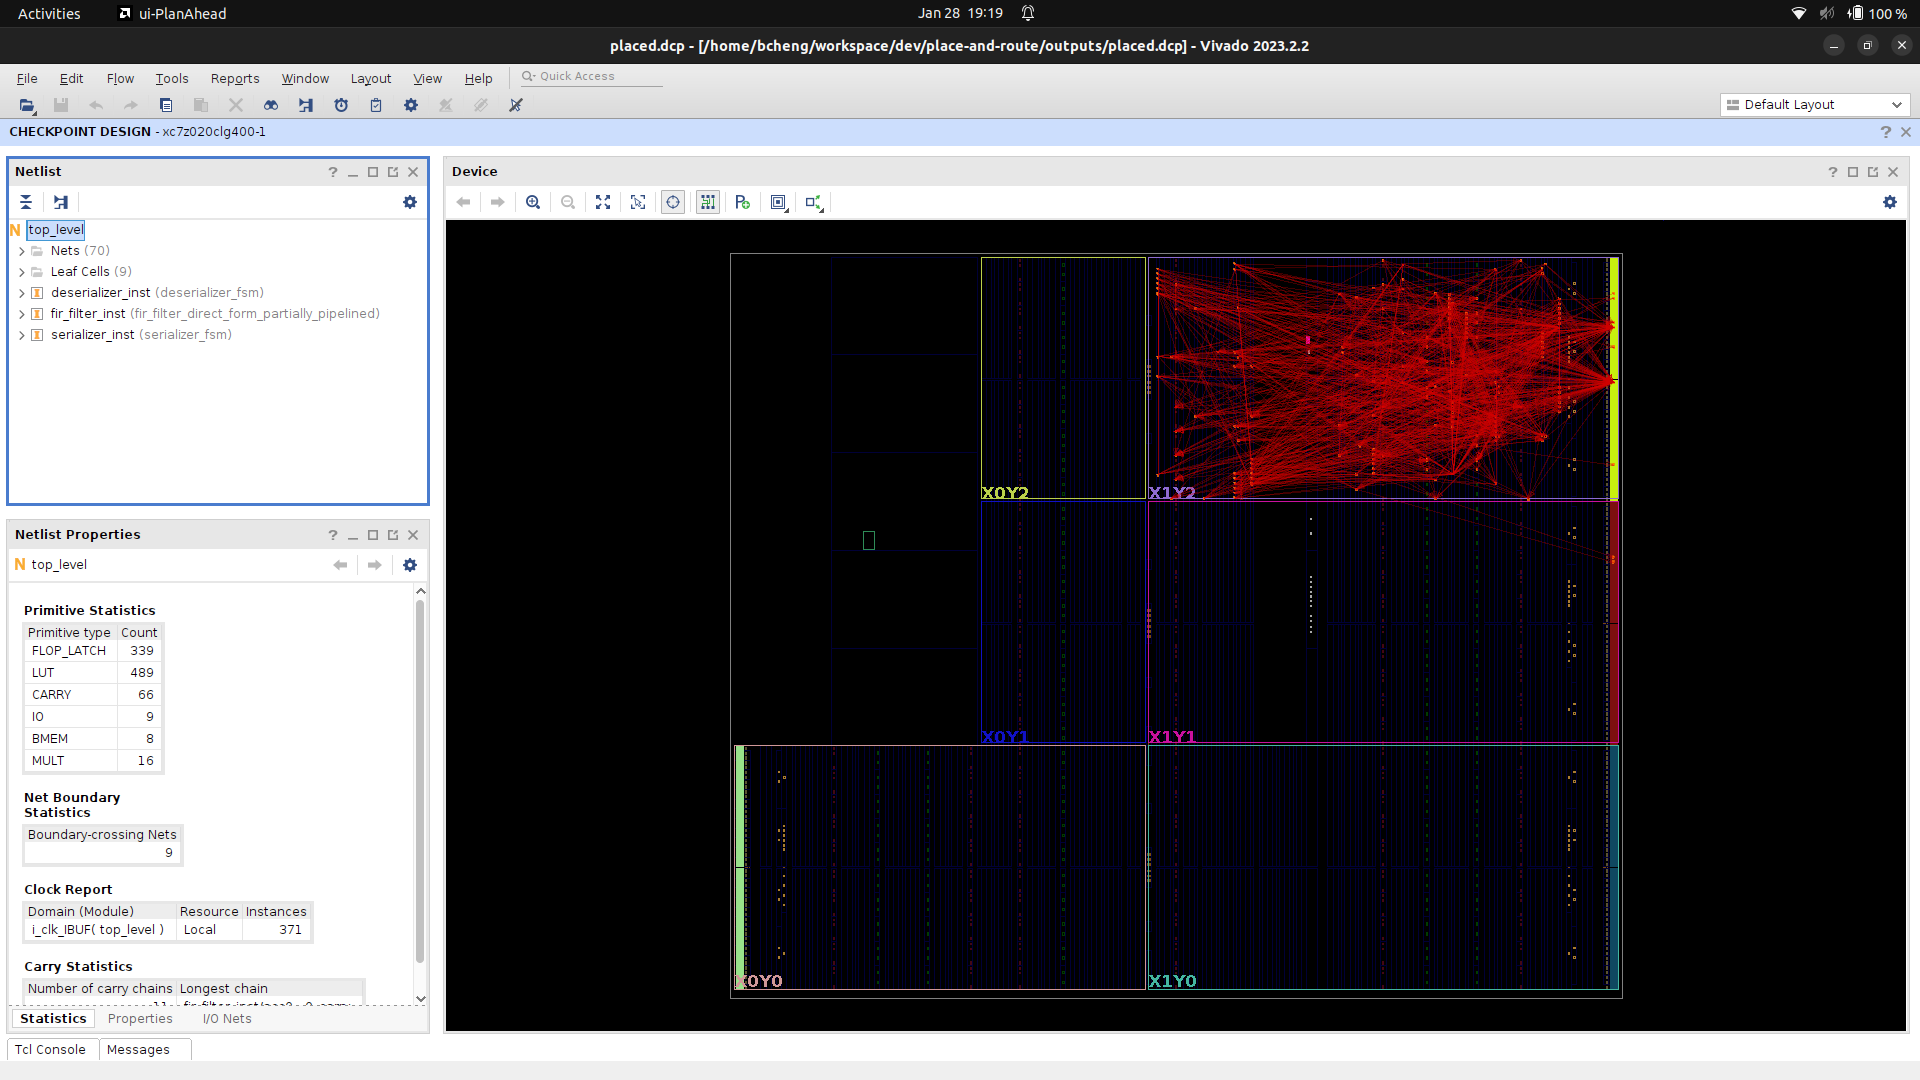 Activities
ui-PlanAhead
Jan 28 19:19
100 %
placed.dcp - [/home/bcheng/workspace/dev/place-and-route/outputs/placed.dcp] - Vivado 2023.2.2
File Edit Flow Tools Reports Window Layout View Help
Quick Access
Default Layout
CHECKPOINT DESIGN - xc7z020clg400-1
Netlist
N top_level
Nets (70)
Leaf Cells (9)
deserializer_inst (deserializer_fsm)
fir_filter_inst (fir_filter_direct_form_partially_pipelined)
serializer_inst (serializer_fsm)
Netlist Properties
N top_level
Primitive Statistics
Primitive type Count
FLOP_LATCH 339
LUT 489
CARRY 66
IO 9
BMEM 8
MULT 16
Net Boundary
Statistics
Boundary-crossing Nets
9
Clock Report
Domain (Module) Resource Instances
i_clk_IBUF( top_level ) Local 371
Carry Statistics
Number of carry chains Longest chain
Statistics Properties I/O Nets
Tcl Console Messages
Device
X0Y2
X1Y2
X0Y1
X1Y1
X0Y0
X1Y0